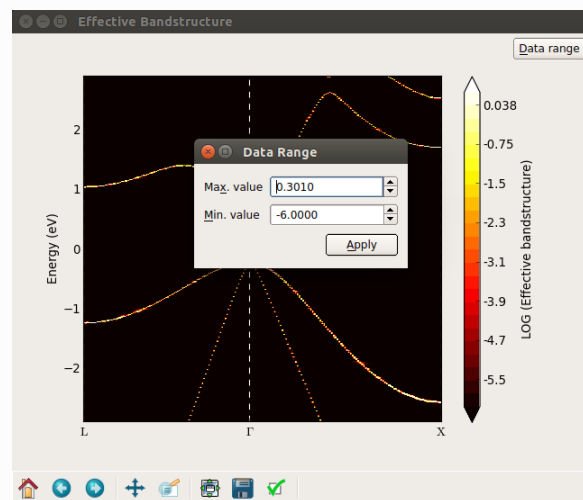 Effective Bandstructure
Data range
Energy (eV)
2
1
0
−1
−2
L
Γ
X
Data Range
Max. value
0.3010
Min. value
-6.0000
Apply
0.038
-0.75
-1.5
-2.3
-3.1
-3.9
-4.7
-5.5
LOG (Effective bandstructure)